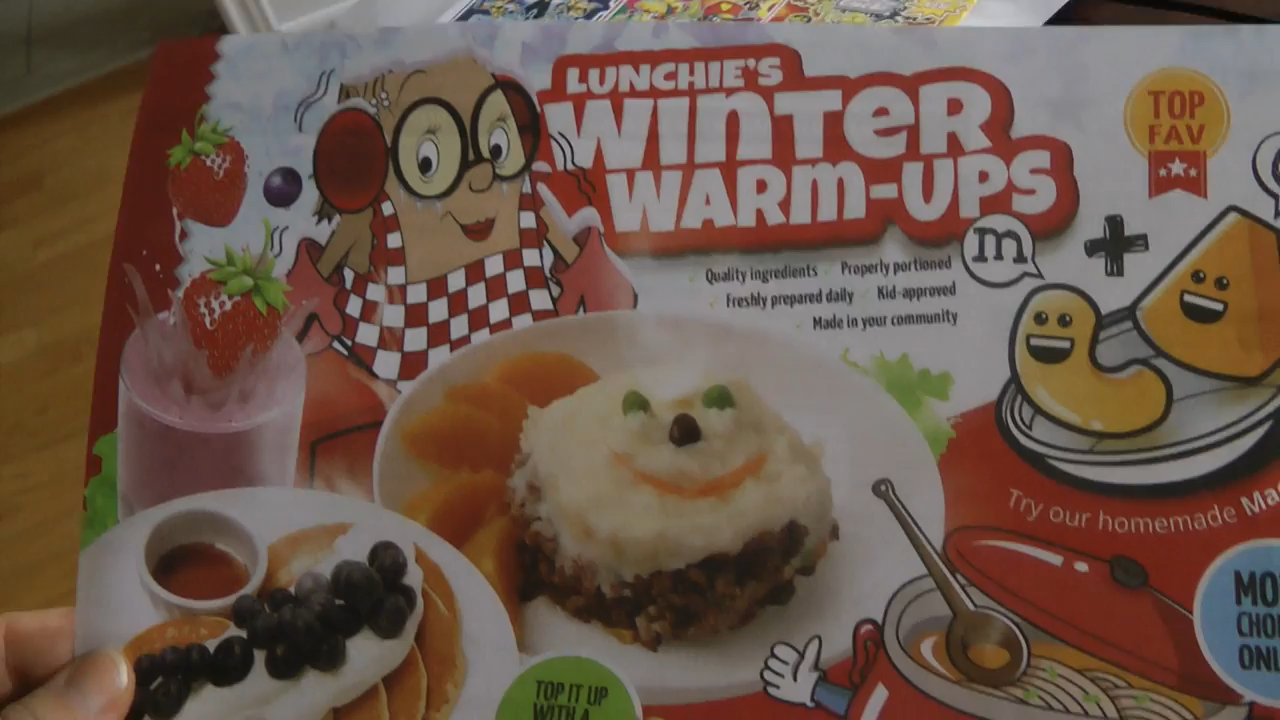 LUNCHIE'S
WINTER
WARM-UPS
TOP
FAV
m
+
Quality ingredients Properly portioned
Freshly prepared daily Kid-approved
Made in your community
Try our homemade
TOP IT UP
WITH A